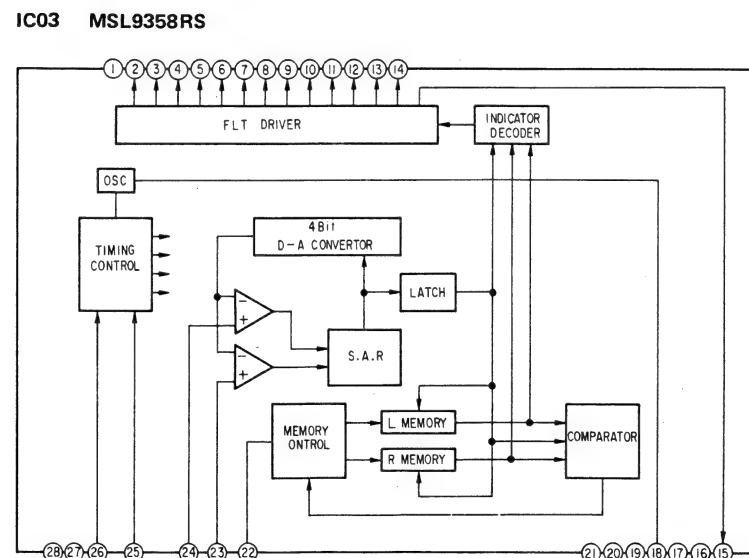 IC03 MSL9358RS
1 2 3 4 5 6 7 8 9 10 11 12 13 14
FLT DRIVER
INDICATOR
DECODER
OSC
4Bit
D-A CONVERTOR
TIMING
CONTROL
LATCH
−
+
S.A.R
−
+
MEMORY
ONTROL
L MEMORY
R MEMORY
COMPARATOR
28 27 26 25 24 23 22 21 20 19 18 17 16 15